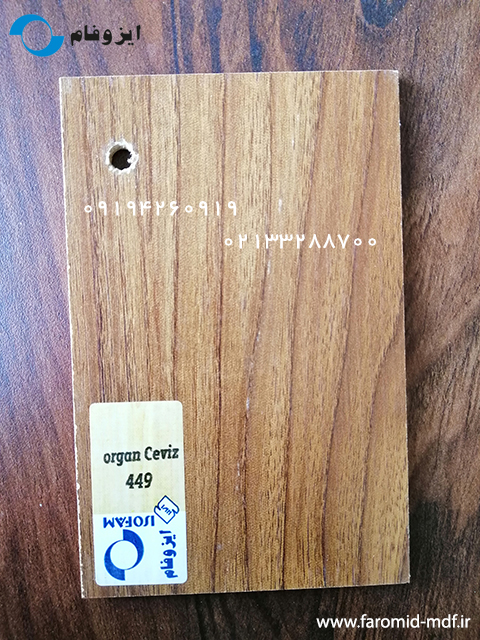 ایزوفام
۰۹۱۹۴۲۶۰۹۱۹
۰۲۱۳۳۲۸۸۷۰۰
organ Ceviz
449
ISOFAM
ایزوفام
www.faromid-mdf.ir